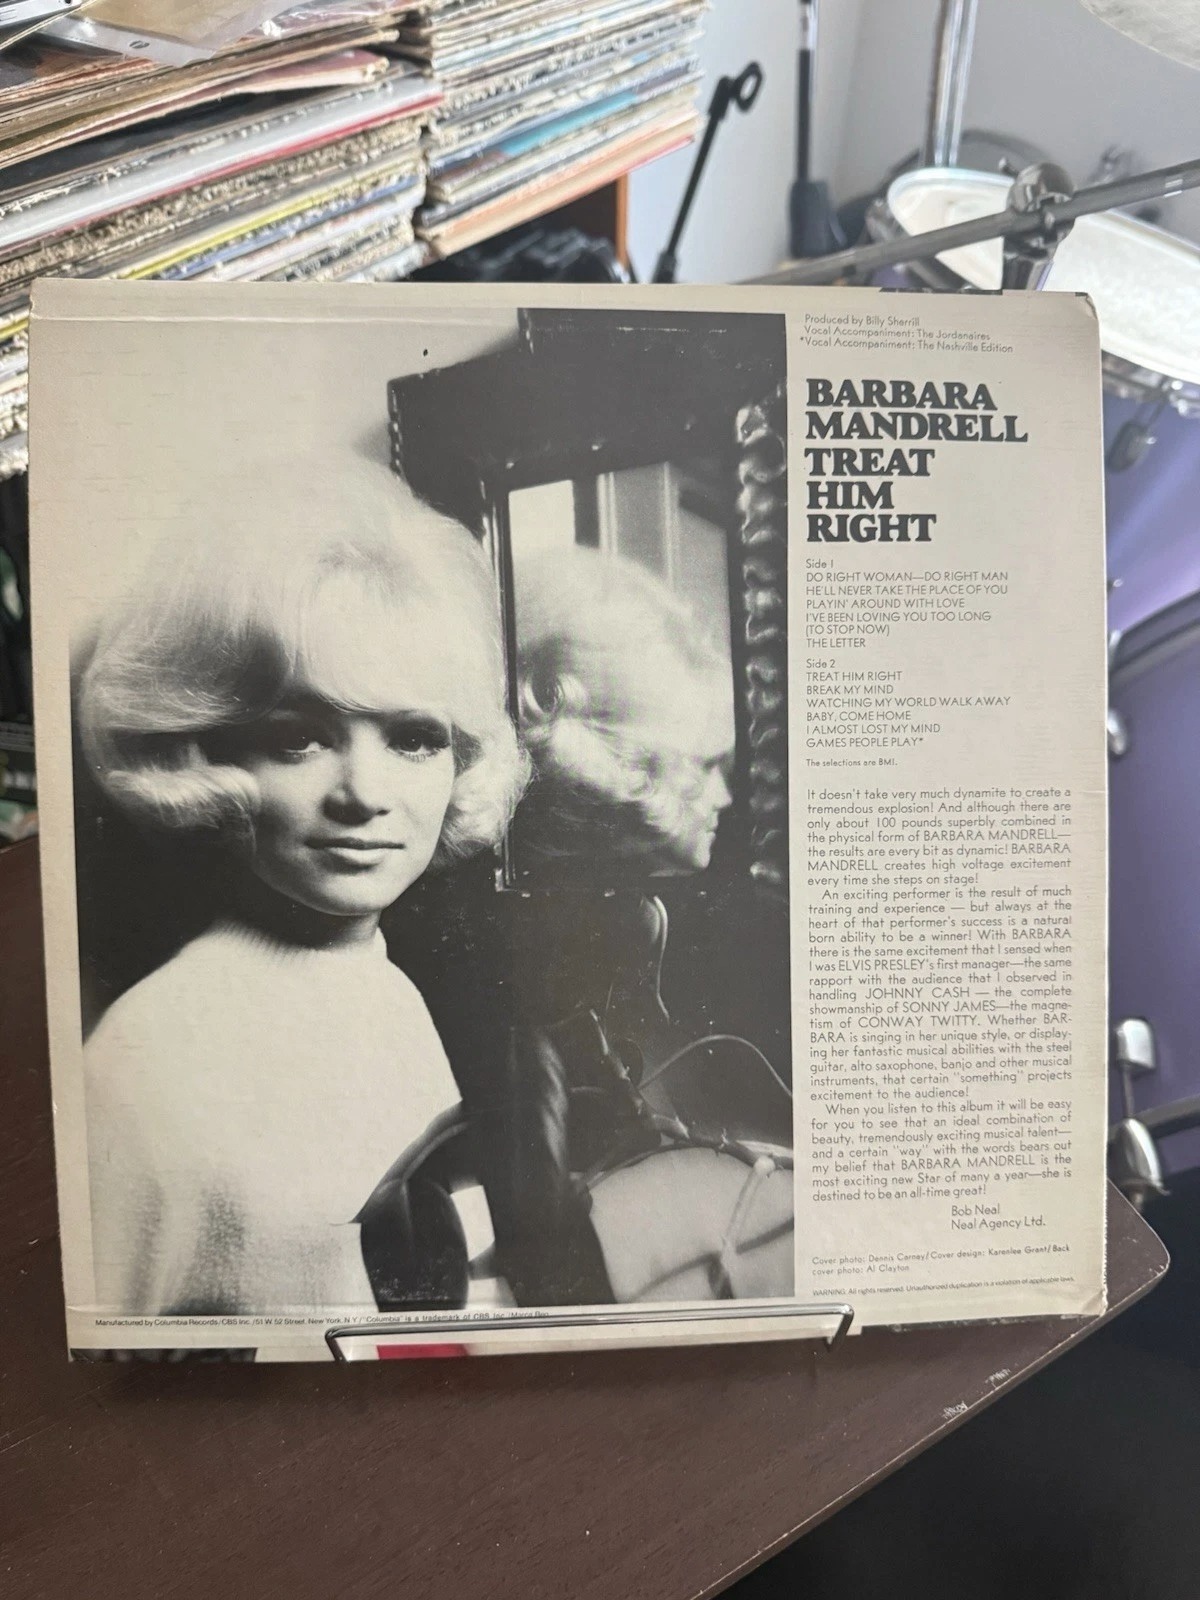 Produced by Billy Sherrill
Vocal Accompaniment: The Jordanaires
*Vocal Accompaniment: The Nashville Edition
BARBARA
MANDRELL
TREAT
HIM
RIGHT
Side 1
DO RIGHT WOMAN—DO RIGHT MAN
HE'LL NEVER TAKE THE PLACE OF YOU
PLAYIN' AROUND WITH LOVE
I'VE BEEN LOVING YOU TOO LONG
(TO STOP NOW)
THE LETTER
Side 2
TREAT HIM RIGHT
BREAK MY MIND
WATCHING MY WORLD WALK AWAY
BABY, COME HOME
I ALMOST LOST MY MIND
GAMES PEOPLE PLAY*
The selections are BMI.
It doesn't take very much dynamite to create a
tremendous explosion! And although there are
only about 100 pounds superbly combined in
the physical form of BARBARA MANDRELL—
the results are every bit as dynamic! BARBARA
MANDRELL creates high voltage excitement
every time she steps on stage!
An exciting performer is the result of much
training and experience — but always at the
heart of that performer's success is a natural
born ability to be a winner! With BARBARA
there is the same excitement that I sensed when
I was ELVIS PRESLEY's first manager—the same
rapport with the audience that I observed in
handling JOHNNY CASH — the complete
showmanship of SONNY JAMES—the magne-
tism of CONWAY TWITTY. Whether BAR-
BARA is singing in her unique style, or display-
ing her fantastic musical abilities with the steel
guitar, alto saxophone, banjo and other musical
instruments, that certain "something" projects
excitement to the audience!
When you listen to this album it will be easy
for you to see that an ideal combination of
beauty, tremendously exciting musical talent—
and a certain "way" with the words bears out
my belief that BARBARA MANDRELL is the
most exciting new Star of many a year—she is
destined to be an all-time great!
Bob Neal
Neal Agency Ltd.
Cover photo: Dennis Carney/Cover design: Karenlee Grant/Back
cover photo: Al Clayton
WARNING: All rights reserved. Unauthorized duplication is a violation of applicable laws.
Manufactured by Columbia Records/CBS Inc./51 W. 52 Street, New York, N.Y./"Columbia" is a trademark of CBS Inc./Marca Reg.